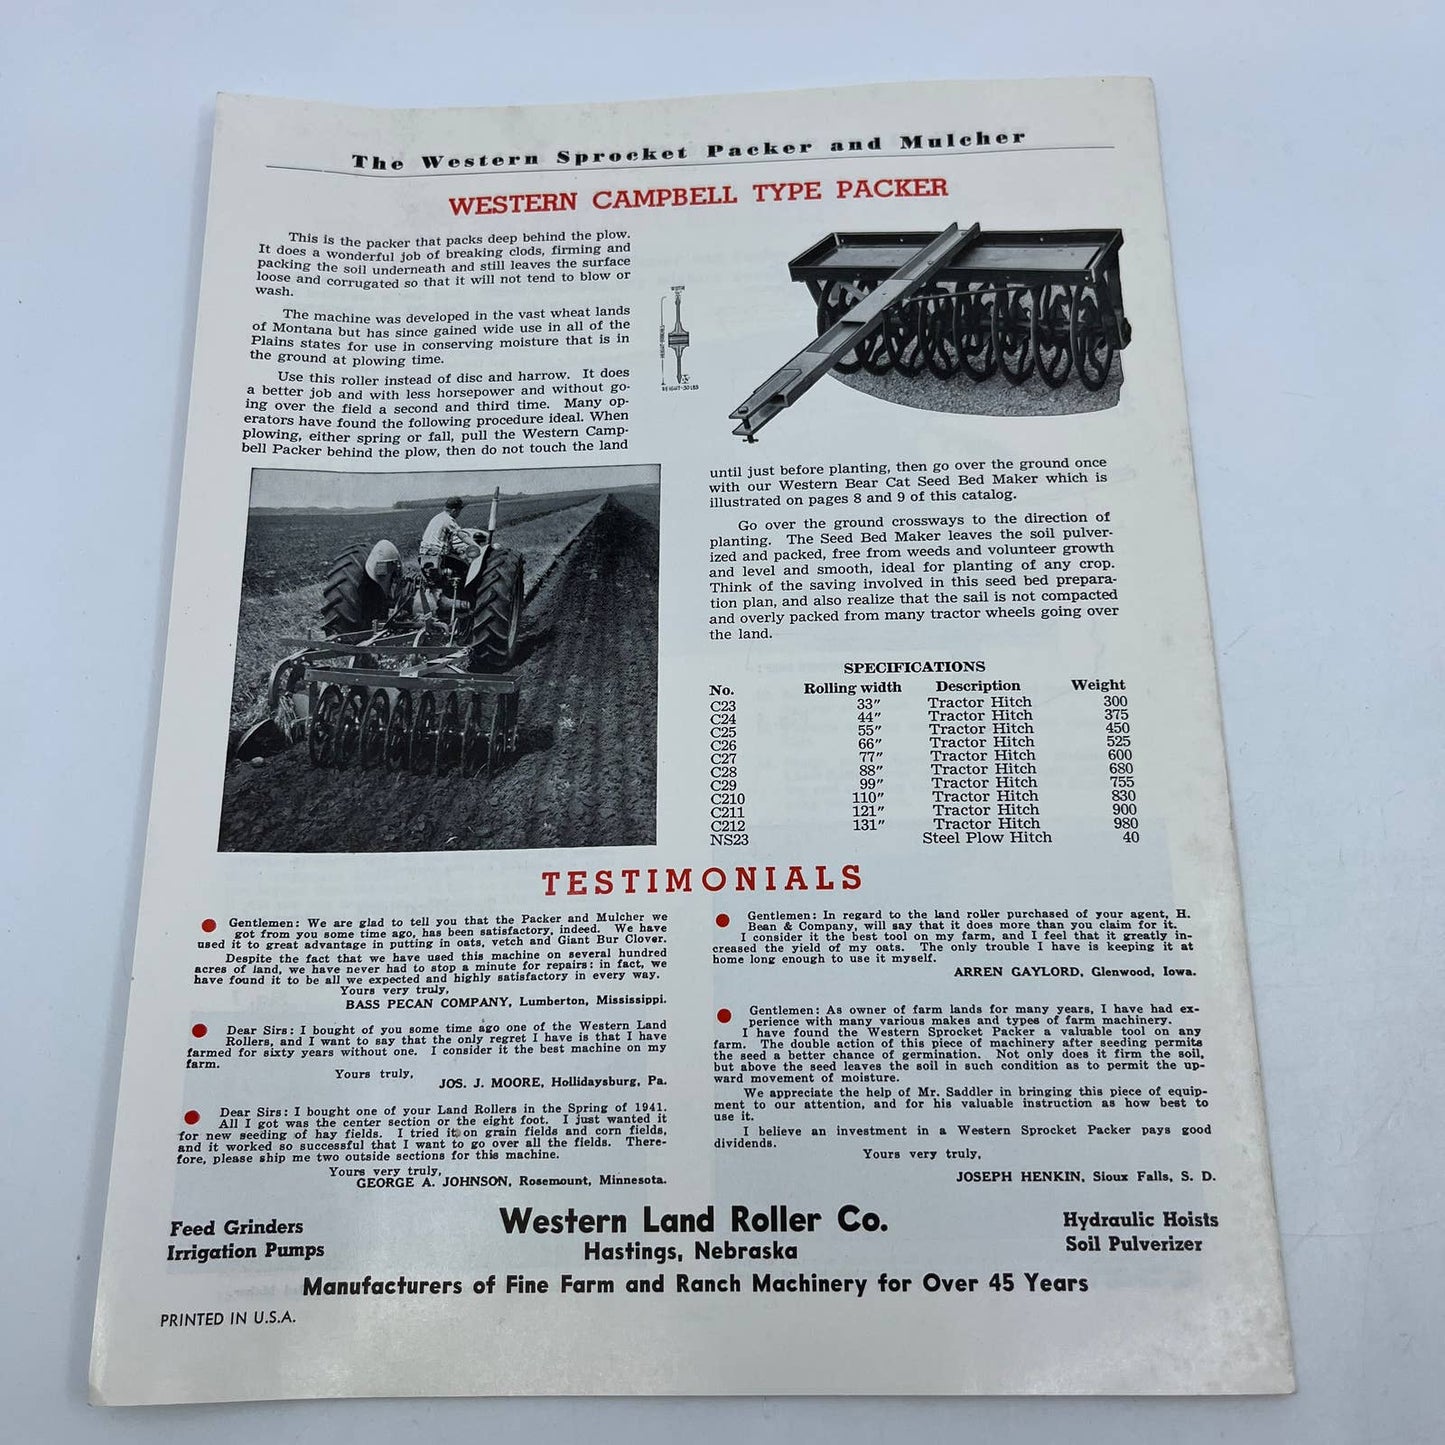 The Western Sprocket Packer and Mulcher
WESTERN CAMPBELL TYPE PACKER
This is the packer that packs deep behind the plow.
It does a wonderful job of breaking clods, firming and
packing the soil underneath and still leaves the surface
loose and corrugated so that it will not tend to blow or
wash.
The machine was developed in the vast wheat lands
of Montana but has since gained wide use in all of the
Plains states for use in conserving moisture that is in
the ground at plowing time.
Use this roller instead of disc and harrow. It does
a better job and with less horsepower and without go-
ing over the field a second and third time. Many op-
erators have found the following procedure ideal. When
plowing, either spring or fall, pull the Western Camp-
bell Packer behind the plow, then do not touch the land
until just before planting, then go over the ground once
with our Western Bear Cat Seed Bed Maker which is
illustrated on pages 8 and 9 of this catalog.
Go over the ground crossways to the direction of
planting. The Seed Bed Maker leaves the soil pulver-
ized and packed, free from weeds and volunteer growth
and level and smooth, ideal for planting of any crop.
Think of the saving involved in this seed bed prepara-
tion plan, and also realize that the sail is not compacted
and overly packed from many tractor wheels going over
the land.
SPECIFICATIONS
No. Rolling width Description Weight
C23 33″ Tractor Hitch 300
C24 44″ Tractor Hitch 375
C25 55″ Tractor Hitch 450
C26 66″ Tractor Hitch 525
C27 77″ Tractor Hitch 600
C28 88″ Tractor Hitch 680
C29 99″ Tractor Hitch 755
C210 110″ Tractor Hitch 830
C211 121″ Tractor Hitch 900
C212 131″ Tractor Hitch 980
NS23 Steel Plow Hitch 40
TESTIMONIALS
Gentlemen: We are glad to tell you that the Packer and Mulcher we
got from you some time ago, has been satisfactory, indeed. We have
used it to great advantage in putting in oats, vetch and Giant Bur Clover.
Despite the fact that we have used this machine on several hundred
acres of land, we have never had to stop a minute for repairs: in fact, we
have found it to be all we expected and highly satisfactory in every way.
Yours very truly,
BASS PECAN COMPANY, Lumberton, Mississippi.
Dear Sirs: I bought of you some time ago one of the Western Land
Rollers, and I want to say that the only regret I have is that I have
farmed for sixty years without one. I consider it the best machine on my
farm.
Yours truly,
JOS. J. MOORE, Hollidaysburg, Pa.
Dear Sirs: I bought one of your Land Rollers in the Spring of 1941.
All I got was the center section or the eight foot. I just wanted it
for new seeding of hay fields. I tried it on grain fields and corn fields,
and it worked so successful that I want to go over all the fields. There-
fore, please ship me two outside sections for this machine.
Yours very truly,
GEORGE A. JOHNSON, Rosemount, Minnesota.
Gentlemen: In regard to the land roller purchased of your agent, H.
Bean & Company, will say that it does more than you claim for it.
I consider it the best tool on my farm, and I feel that it greatly in-
creased the yield of my oats. The only trouble I have is keeping it at
home long enough to use it myself.
ARREN GAYLORD, Glenwood, Iowa.
Gentlemen: As owner of farm lands for many years, I have had ex-
perience with many various makes and types of farm machinery.
I have found the Western Sprocket Packer a valuable tool on any
farm. The double action of this piece of machinery after seeding permits
the seed a better chance of germination. Not only does it firm the soil,
but above the seed leaves the soil in such condition as to permit the up-
ward movement of moisture.
We appreciate the help of Mr. Saddler in bringing this piece of equip-
ment to our attention, and for his valuable instruction as how best to
use it.
I believe an investment in a Western Sprocket Packer pays good
dividends.
Yours very truly,
JOSEPH HENKIN, Sioux Falls, S. D.
Feed Grinders
Irrigation Pumps
Western Land Roller Co.
Hastings, Nebraska
Hydraulic Hoists
Soil Pulverizer
Manufacturers of Fine Farm and Ranch Machinery for Over 45 Years
PRINTED IN U.S.A.